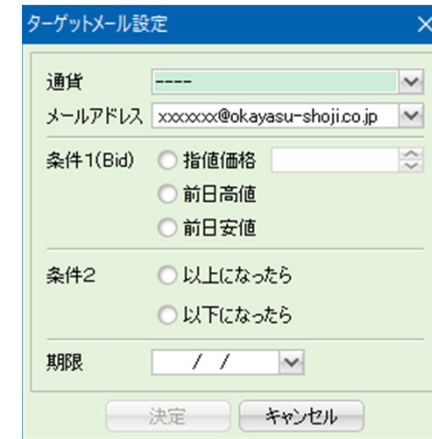 ターゲットメール設定
通貨 ----
メールアドレス xxxxxxx@okayasu-shoji.co.jp
条件1(Bid) 指値価格
前日高値
前日安値
条件2 以上になったら
以下になったら
期限 / /
決定 キャンセル